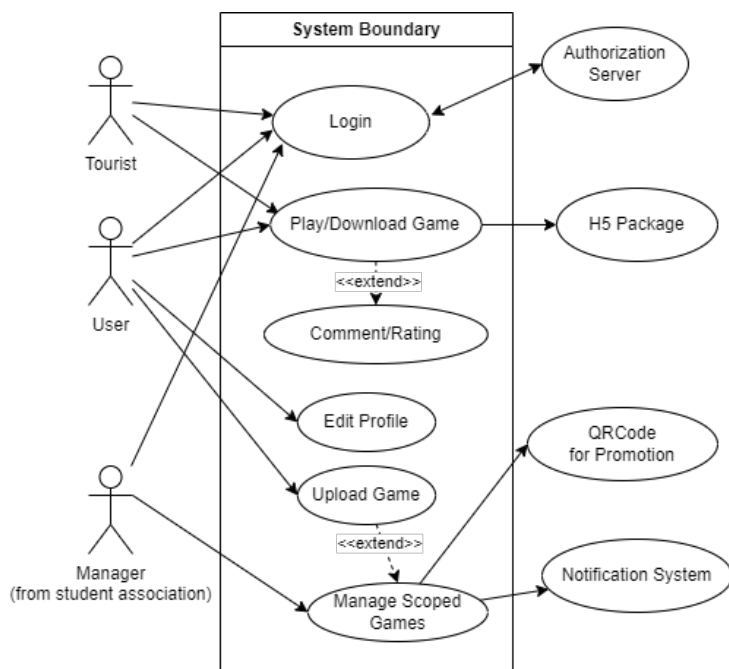 System Boundary
Authorization
Server
Login
Tourist
Play/Download Game
H5 Package
<<extend>>
User
Comment/Rating
Edit Profile
QRCode
for Promotion
Upload Game
<<extend>>
Manager
(from student association)
Notification System
Manage Scoped
Games